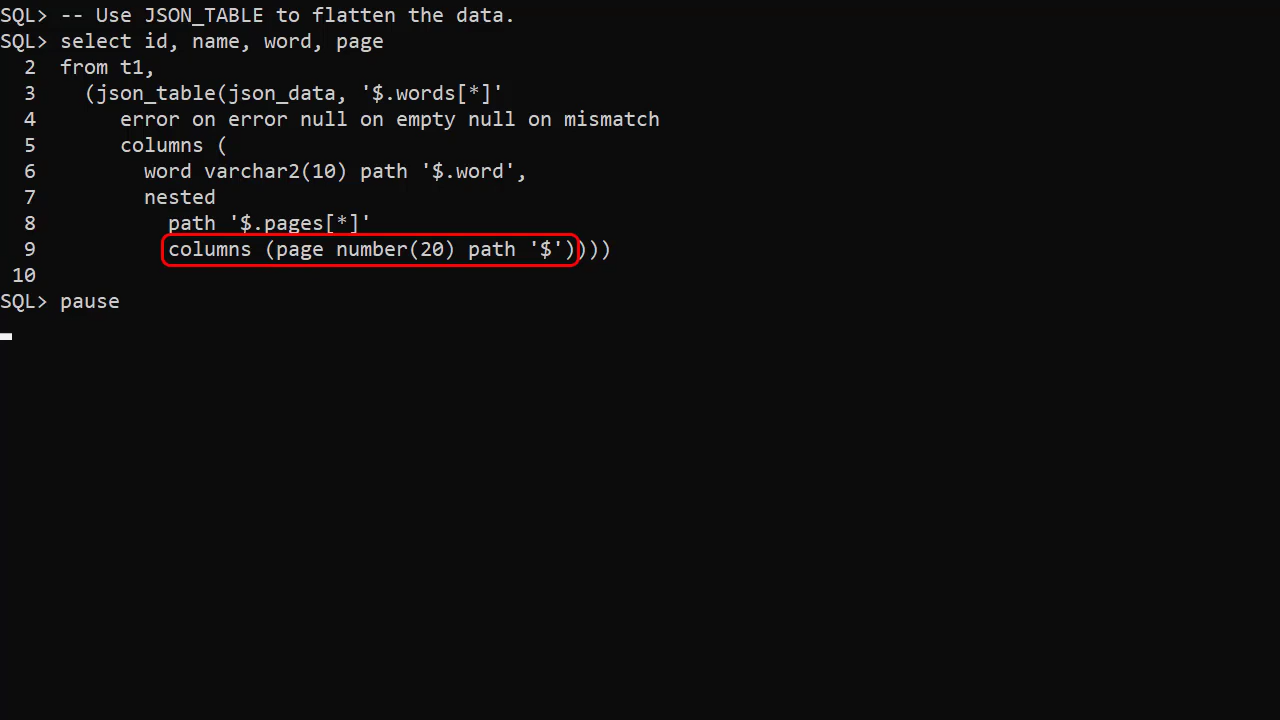 SQL> -- Use JSON_TABLE to flatten the data.
SQL> select id, name, word, page
  2  from t1,
  3    (json_table(json_data, '$.words[*]'
  4       error on error null on empty null on mismatch
  5       columns (
  6         word varchar2(10) path '$.word',
  7         nested
  8           path '$.pages[*]'
  9           columns (page number(20) path '$'))))
 10
SQL> pause